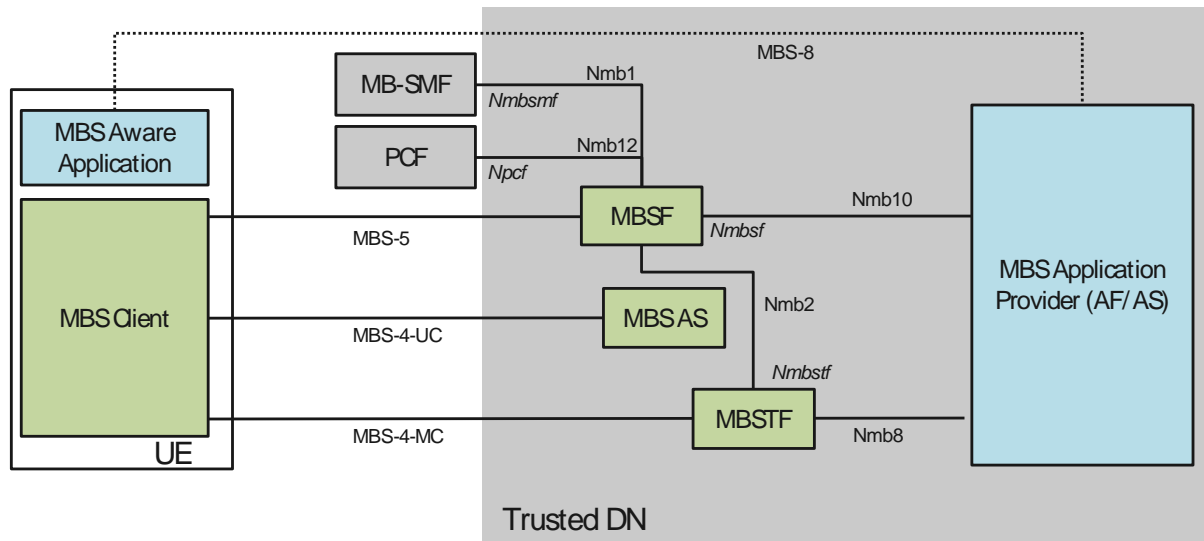 MBS-8
MB-SMF
Nmb1
Nmbsmf
MBS Aware
Application
PCF
Nmb12
Npcf
MBSF
Nmb10
Nmbsf
MBS-5
MBS Application
Provider (AF/AS)
MBS Client
MBS AS
Nmb2
MBS-4-UC
Nmbstf
MBSTF
MBS-4-MC
Nmb8
UE
Trusted DN